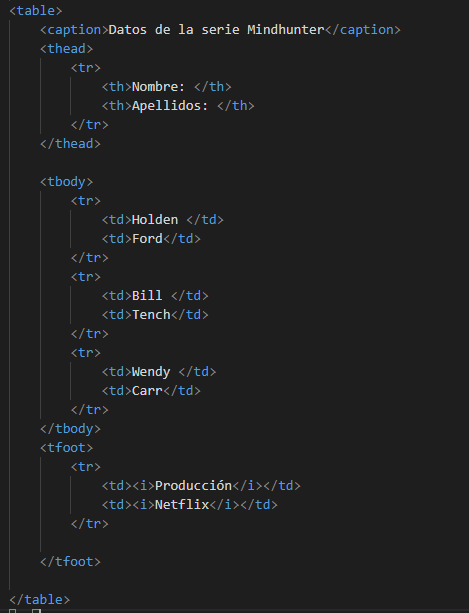 <table>
<caption>Datos de la serie Mindhunter</caption>
<thead>
<tr>
<th>Nombre: </th>
<th>Apellidos: </th>
</tr>
</thead>
<tbody>
<tr>
<td>Holden </td>
<td>Ford</td>
</tr>
<tr>
<td>Bill </td>
<td>Tench</td>
</tr>
<tr>
<td>Wendy </td>
<td>Carr</td>
</tr>
</tbody>
<tfoot>
<tr>
<td><i>Producción</i></td>
<td><i>Netflix</i></td>
</tr>
</tfoot>
</table>